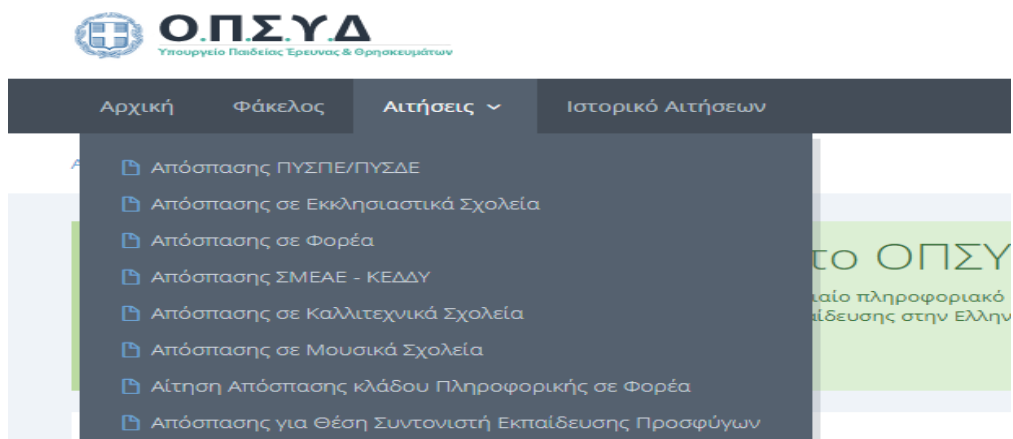 Ο.Π.Σ.Υ.Δ
Υπουργείο Παιδείας Έρευνας & Θρησκευμάτων
Αρχική Φάκελος Αιτήσεις Ιστορικό Αιτήσεων
Απόσπασης ΠΥΣΠΕ/ΠΥΣΔΕ
Απόσπασης σε Εκκλησιαστικά Σχολεία
Απόσπασης σε Φορέα
το ΟΠΣΥ
Απόσπασης ΣΜΕΑΕ - ΚΕΔΔΥ
ιαίο πληροφοριακό
Απόσπασης σε Καλλιτεχνικά Σχολεία
ίδευσης στην Ελλην
Απόσπασης σε Μουσικά Σχολεία
Αίτηση Απόσπασης κλάδου Πληροφορικής σε Φορέα
Απόσπασης για Θέση Συντονιστή Εκπαίδευσης Προσφύγων